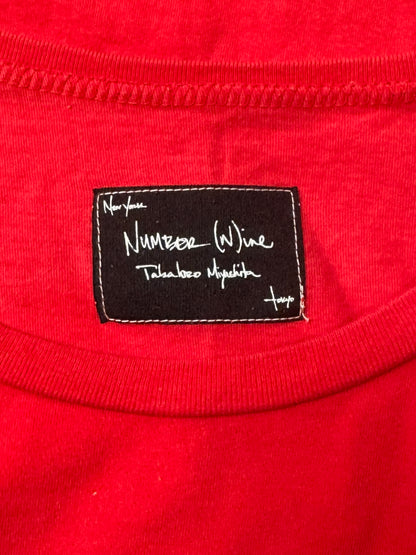 New York
NUMBER (N)ine
Takahiro Miyashita
tokyo